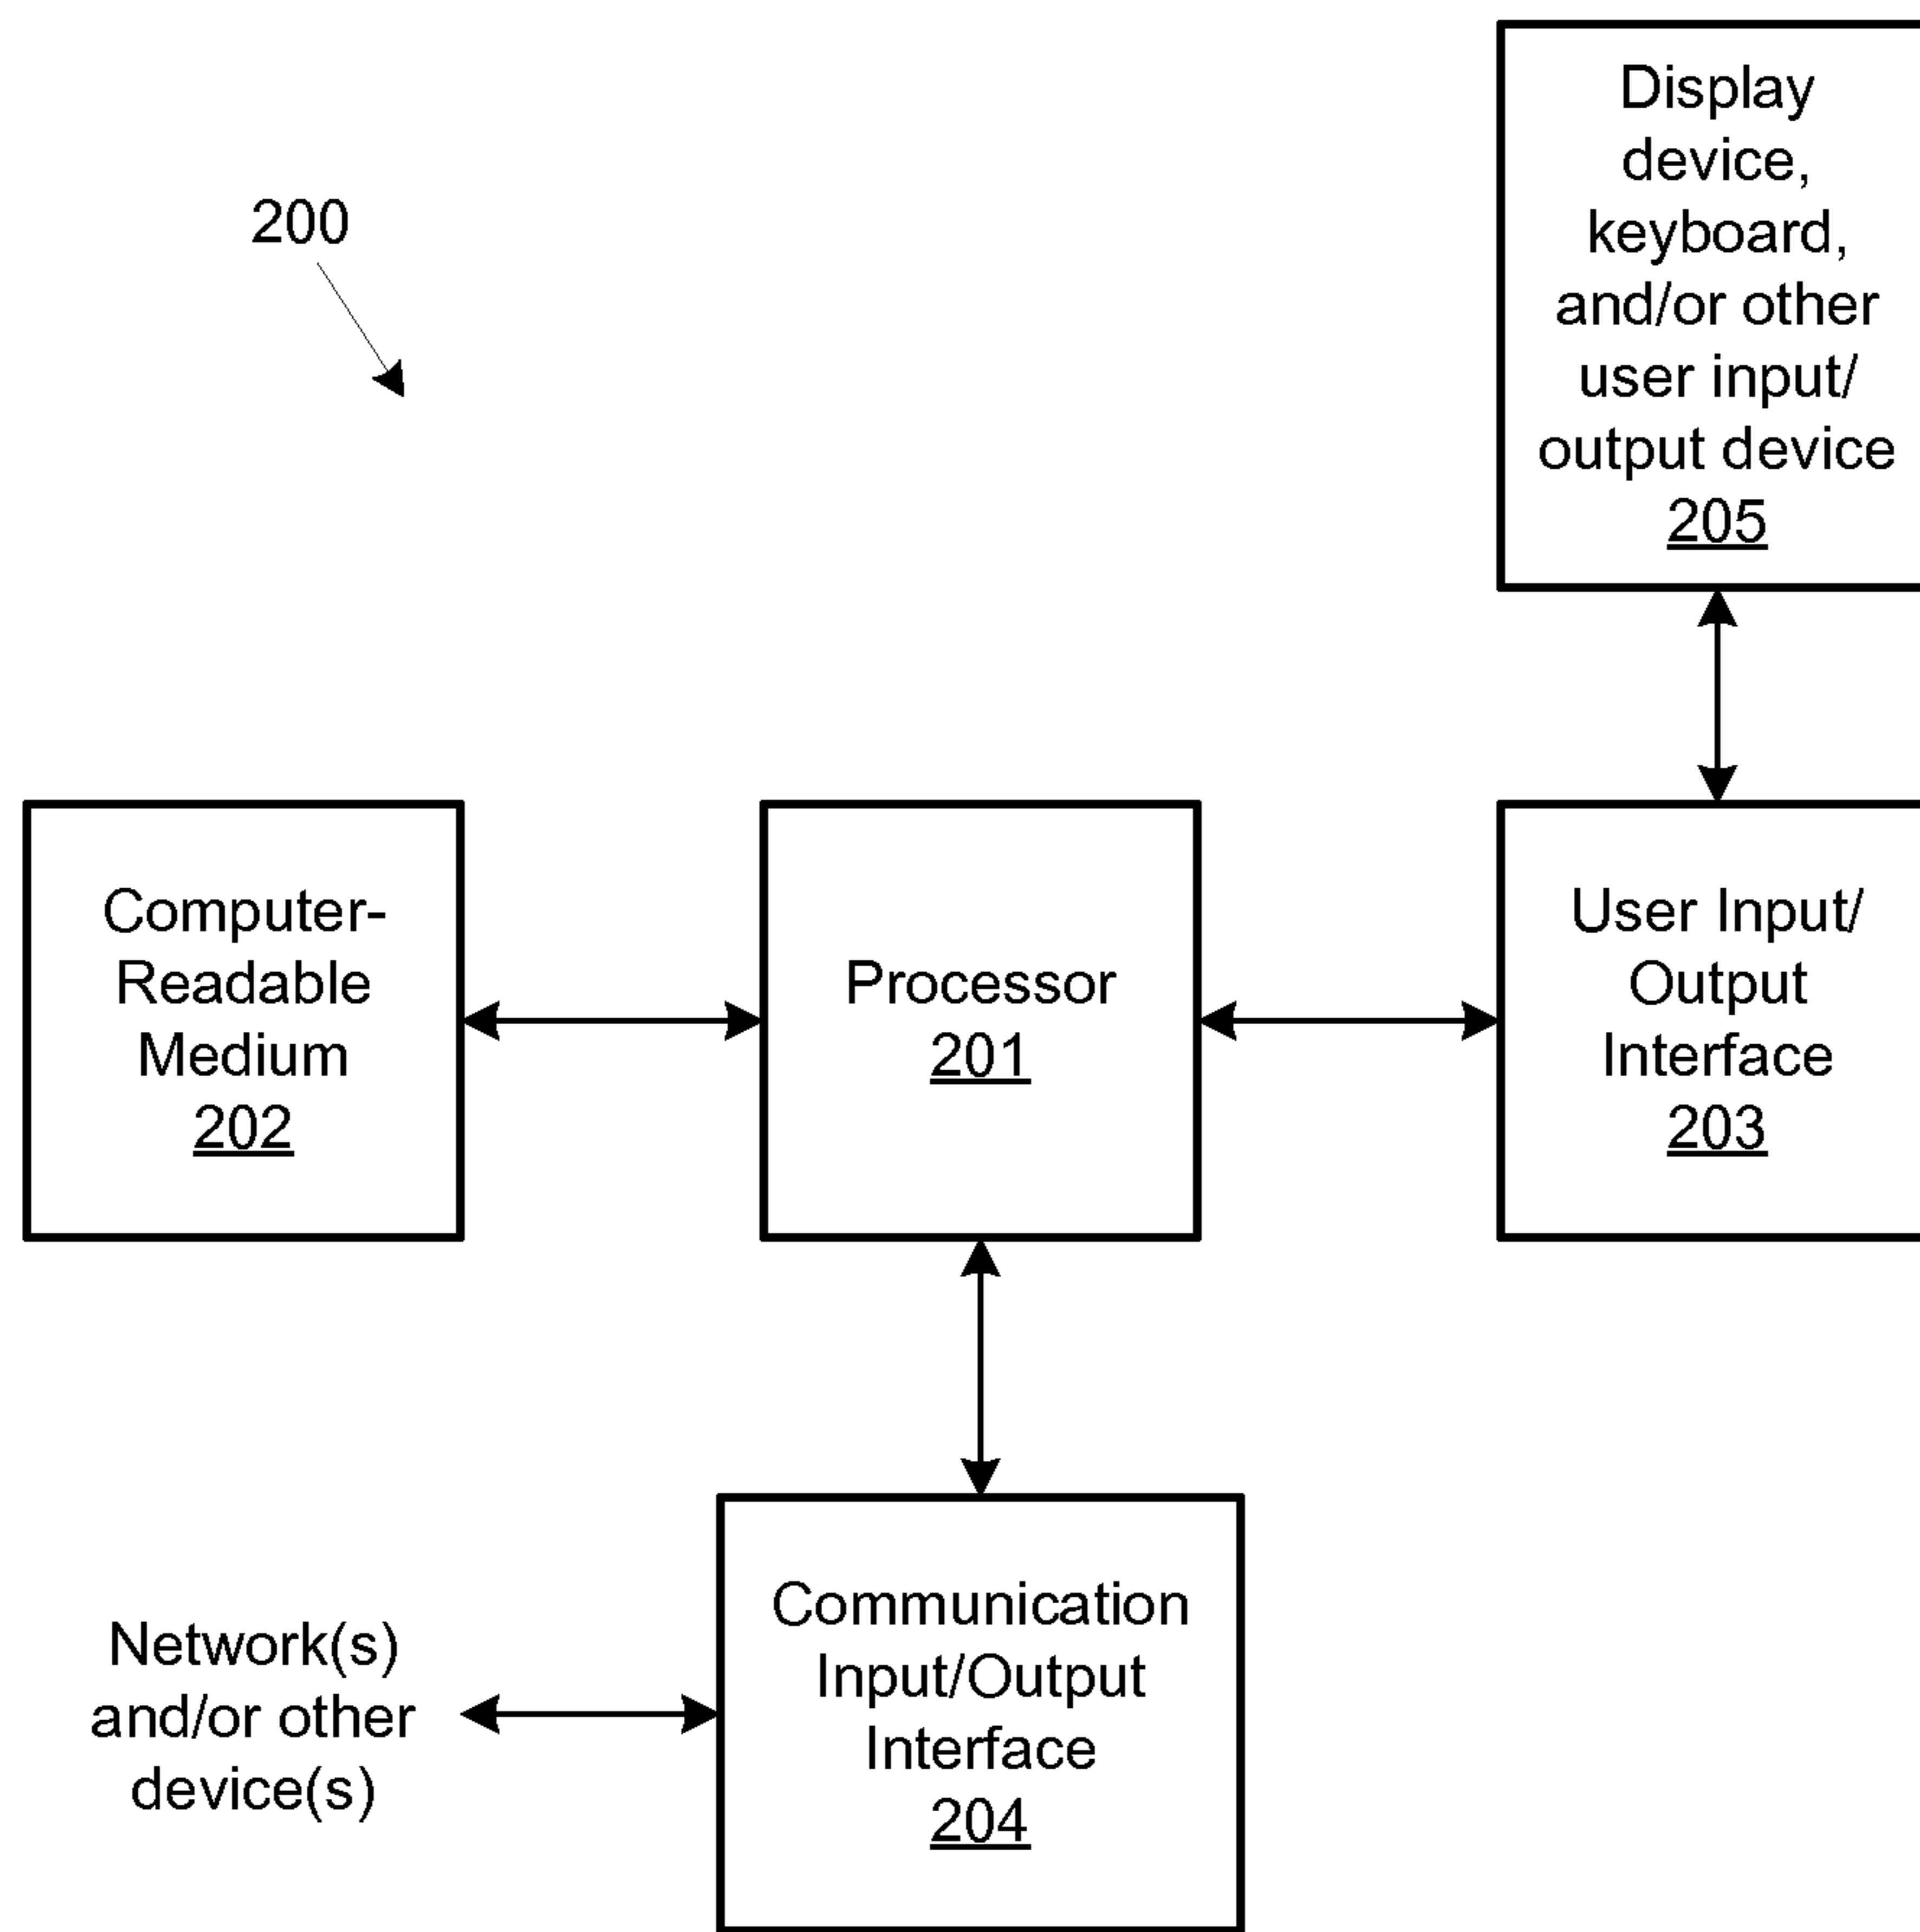 200
Display
device,
keyboard,
and/or other
user input/
output device
205
Computer-
Readable
Medium
202
Processor
201
User Input/
Output
Interface
203
Network(s)
and/or other
device(s)
Communication
Input/Output
Interface
204